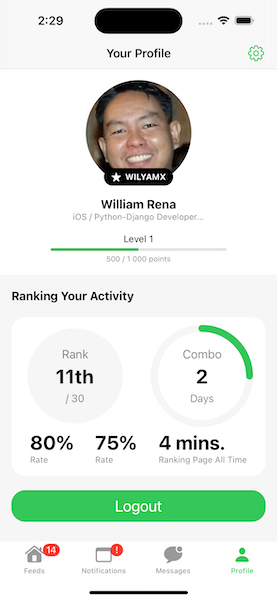 2:29
Your Profile
★ WILYAMX
William Rena
iOS / Python-Django Developer...
Level 1
500 / 1 000 points
Ranking Your Activity
Rank
11th
/ 30
Combo
2
Days
80%
Rate
75%
Rate
4 mins.
Ranking Page All Time
Logout
14
!
Feeds
Notifications
Messages
Profile